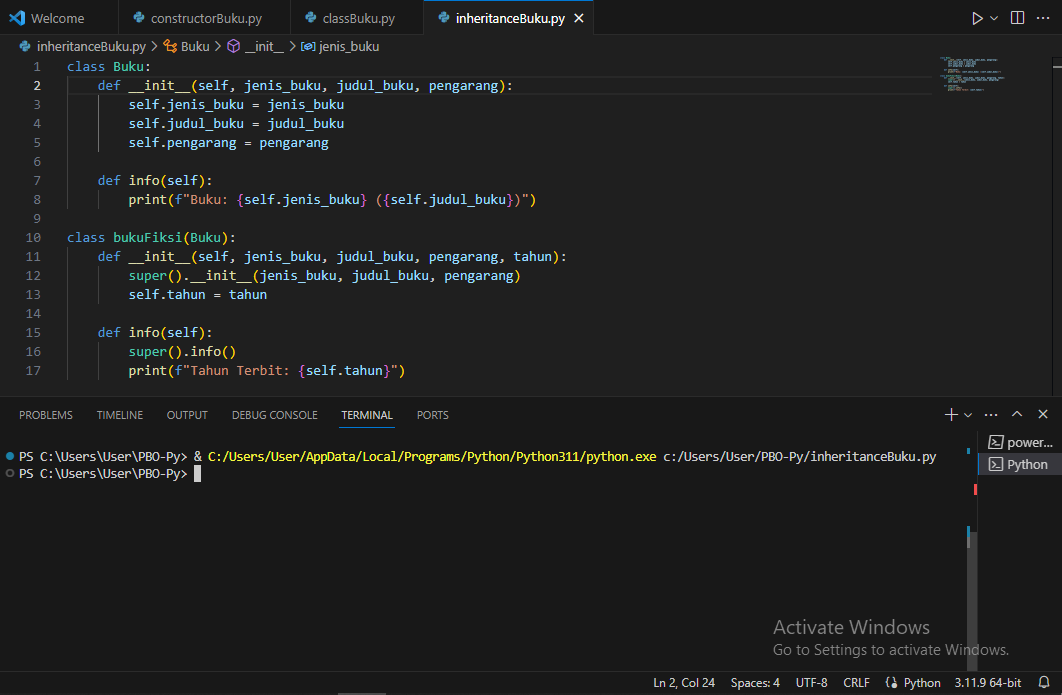 Welcome constructorBuku.py classBuku.py inheritanceBuku.py
inheritanceBuku.py > Buku > __init__ > jenis_buku
1 class Buku:
2     def __init__(self, jenis_buku, judul_buku, pengarang):
3         self.jenis_buku = jenis_buku
4         self.judul_buku = judul_buku
5         self.pengarang = pengarang
6
7     def info(self):
8         print(f"Buku: {self.jenis_buku} ({self.judul_buku})")
9
10 class bukuFiksi(Buku):
11     def __init__(self, jenis_buku, judul_buku, pengarang, tahun):
12         super().__init__(jenis_buku, judul_buku, pengarang)
13         self.tahun = tahun
14
15     def info(self):
16         super().info()
17         print(f"Tahun Terbit: {self.tahun}")
PROBLEMS TIMELINE OUTPUT DEBUG CONSOLE TERMINAL PORTS
power...
Python
PS C:\Users\User\PBO-Py> & C:/Users/User/AppData/Local/Programs/Python/Python311/python.exe c:/Users/User/PBO-Py/inheritanceBuku.py
PS C:\Users\User\PBO-Py>
Activate Windows
Go to Settings to activate Windows.
Ln 2, Col 24 Spaces: 4 UTF-8 CRLF Python 3.11.9 64-bit